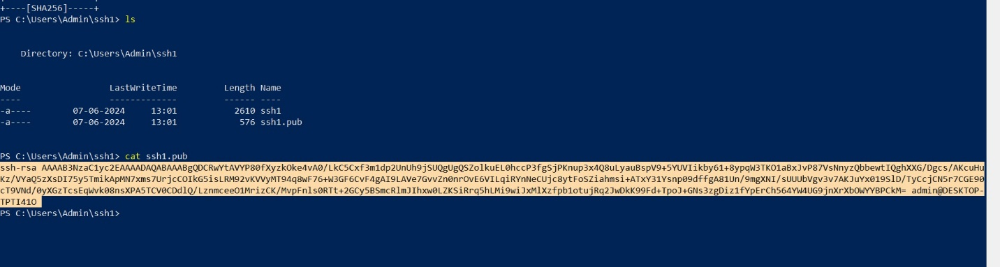 +----[SHA256]-----+
PS C:\Users\Admin\ssh1> ls
Directory: C:\Users\Admin\ssh1
Mode LastWriteTime Length Name
---- ------------- ------ ----
-a---- 07-06-2024 13:01 2610 ssh1
-a---- 07-06-2024 13:01 576 ssh1.pub
PS C:\Users\Admin\ssh1> cat ssh1.pub
ssh-rsa AAAAB3NzaC1yc2EAAAADAQABAAABgQDCRwYtAVYP80fXyzkOke4vA0/LkC5Cxf3m1dp2UnUh9jSUQgUgQSZolkuEL0hccP3fgSjPKnup3x4Q8uLyauBspV9+5YUVIikby61+8ypqW3TKO1aBxJvP87VsNnyzQbbewtIQghXXG/Dgcs/AKcuHu
Kz/VYaQ5zXsDI75y5TmikApMN7xms7UrjcCOIkG5isLRM92vKVVyMT94q8wF76+W3GF6CvF4gAI9LAVe7GvvZn0nrOvE6VILqiRYnNeCUjc8ytFoSZiahmsi+ATxY31Ysnp09dffgA81Un/9mgXNI/sUUUbVgv3v7AKJuYx019SlD/TyCcjCN5r7CGE90
cT9VNd/0yXGzTcsEqWvk08nsXPA5TCV0CDdlQ/LznmceeO1MrizCK/MvpFnls0RTt+2GCy5BSmcRlmJIhxw0LZKSiRrq5hLMi9wiJxMlXzfpb1otujRq2JwDkK99Fd+TpoJ+GNs3zgDiz1fYpErCh564YW4UG9jnXrXbOWYYBPCkM= admin@DESKTOP-
TPTI41O
PS C:\Users\Admin\ssh1>